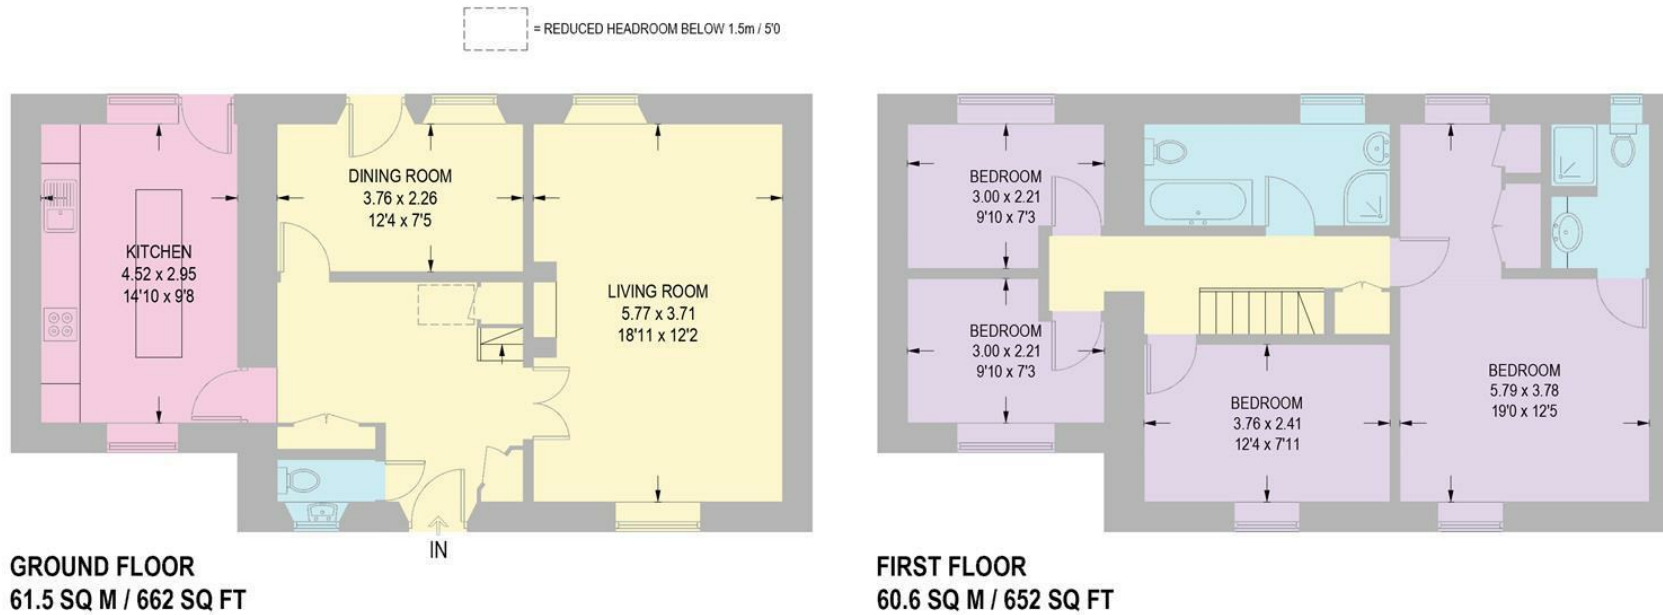 = REDUCED HEADROOM BELOW 1.5m / 5'0
DINING ROOM
3.76 x 2.26
12'4 x 7'5
KITCHEN
4.52 x 2.95
14'10 x 9'8
LIVING ROOM
5.77 x 3.71
18'11 x 12'2
IN
GROUND FLOOR
61.5 SQ M / 662 SQ FT
BEDROOM
3.00 x 2.21
9'10 x 7'3
BEDROOM
3.00 x 2.21
9'10 x 7'3
BEDROOM
3.76 x 2.41
12'4 x 7'11
BEDROOM
5.79 x 3.78
19'0 x 12'5
FIRST FLOOR
60.6 SQ M / 652 SQ FT